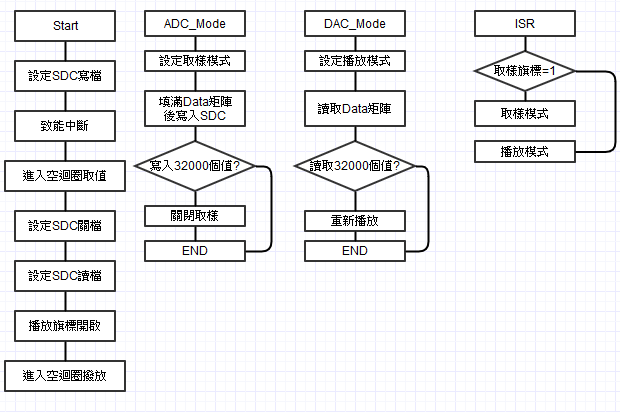 Start
設定SDC寫檔
致能中斷
進入空迴圈取值
設定SDC關檔
設定SDC讀檔
播放旗標開啟
進入空迴圈撥放
ADC_Mode
設定取樣模式
填滿Data矩陣
後寫入SDC
寫入32000個值?
關閉取樣
END
DAC_Mode
設定播放模式
讀取Data矩陣
讀取32000個值?
重新播放
END
ISR
取樣旗標=1
取樣模式
播放模式